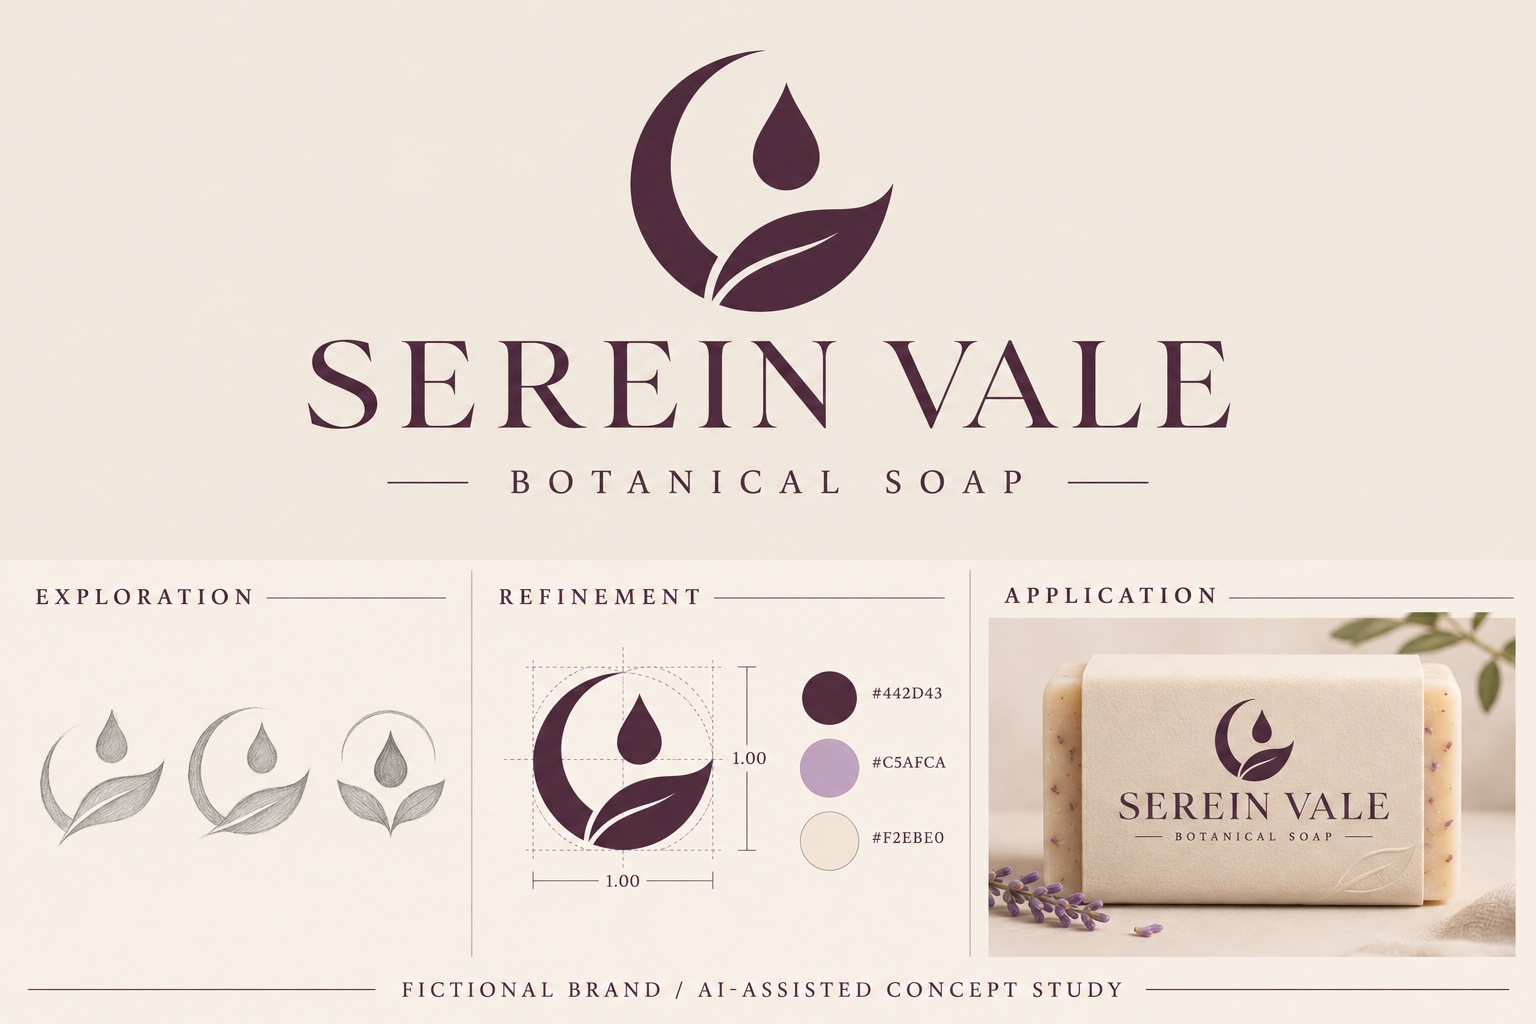 SEREIN VALE
BOTANICAL SOAP
EXPLORATION
REFINEMENT
1.00
1.00
#442D43
#C5AFCA
#F2EBE0
APPLICATION
SEREIN VALE
BOTANICAL SOAP
FICTIONAL BRAND / AI-ASSISTED CONCEPT STUDY